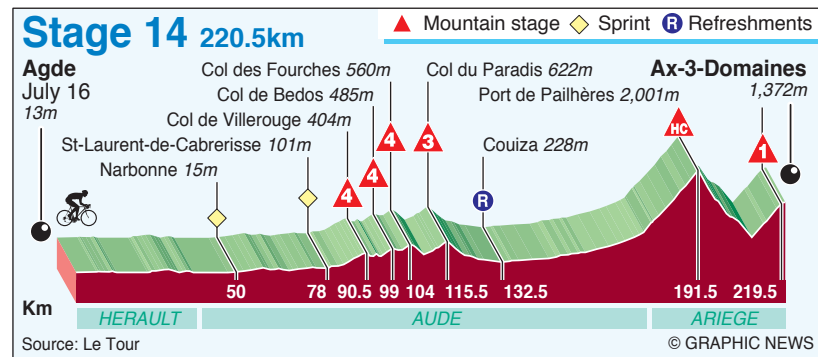 Stage 14 220.5km
Mountain stage Sprint R Refreshments
Agde
July 16
13m
Narbonne 15m
St-Laurent-de-Cabrerisse 101m
Col de Villerouge 404m
Col de Bedos 485m
Col des Fourches 560m
Col du Paradis 622m
Couiza 228m
Port de Pailhères 2,001m
Ax-3-Domaines
1,372m
4
4
4
3
R
HC
1
Km
50 78 90.5 99 104 115.5 132.5 191.5 219.5
HERAULT AUDE ARIEGE
Source: Le Tour
© GRAPHIC NEWS